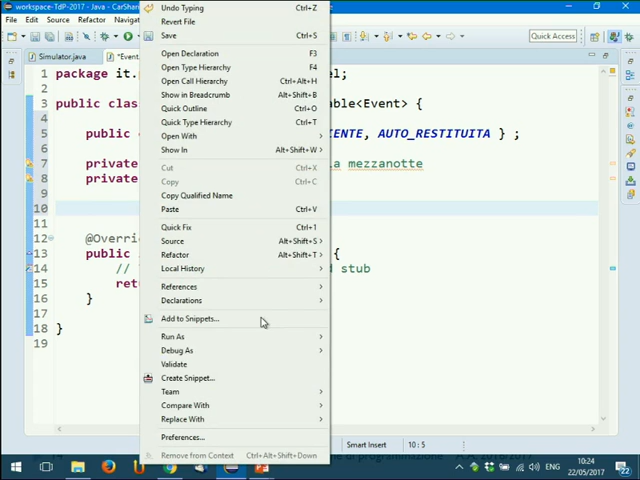 workspace-TdP-2017 - Java - CarShar
File Edit Source Refactor Navigat
Quick Access
Simulator.java *Event.
1 package it. el;
2
3 public clas able<Event> {
4
5 public e IENTE, AUTO_RESTITUITA } ;
6
7 private la mezzanotte
8 private
9
10
11
12 @Overri
13 public {
14 // d stub
15 retu
16 }
17
18 }
19
Undo Typing Ctrl+Z
Revert File
Save Ctrl+S
Open Declaration F3
Open Type Hierarchy F4
Open Call Hierarchy Ctrl+Alt+H
Show in Breadcrumb Alt+Shift+B
Quick Outline Ctrl+O
Quick Type Hierarchy Ctrl+T
Open With
Show In Alt+Shift+W
Cut Ctrl+X
Copy Ctrl+C
Copy Qualified Name
Paste Ctrl+V
Quick Fix Ctrl+1
Source Alt+Shift+S
Refactor Alt+Shift+T
Local History
References
Declarations
Add to Snippets...
Run As
Debug As
Validate
Create Snippet...
Team
Compare With
Replace With
Preferences...
Remove from Context Ctrl+Alt+Shift+Down
Smart Insert 10 : 5
ENG
10:24
22/05/2017